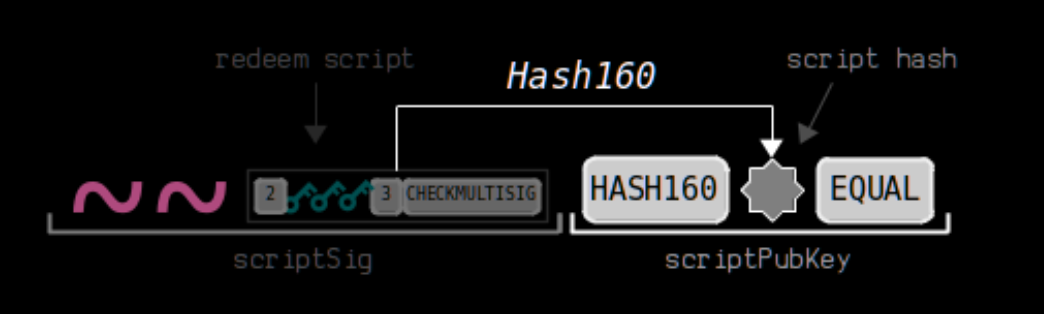 redeem script
script hash
Hash160
2
3
CHECKMULTISIG
HASH160
EQUAL
scriptSig
scriptPubKey